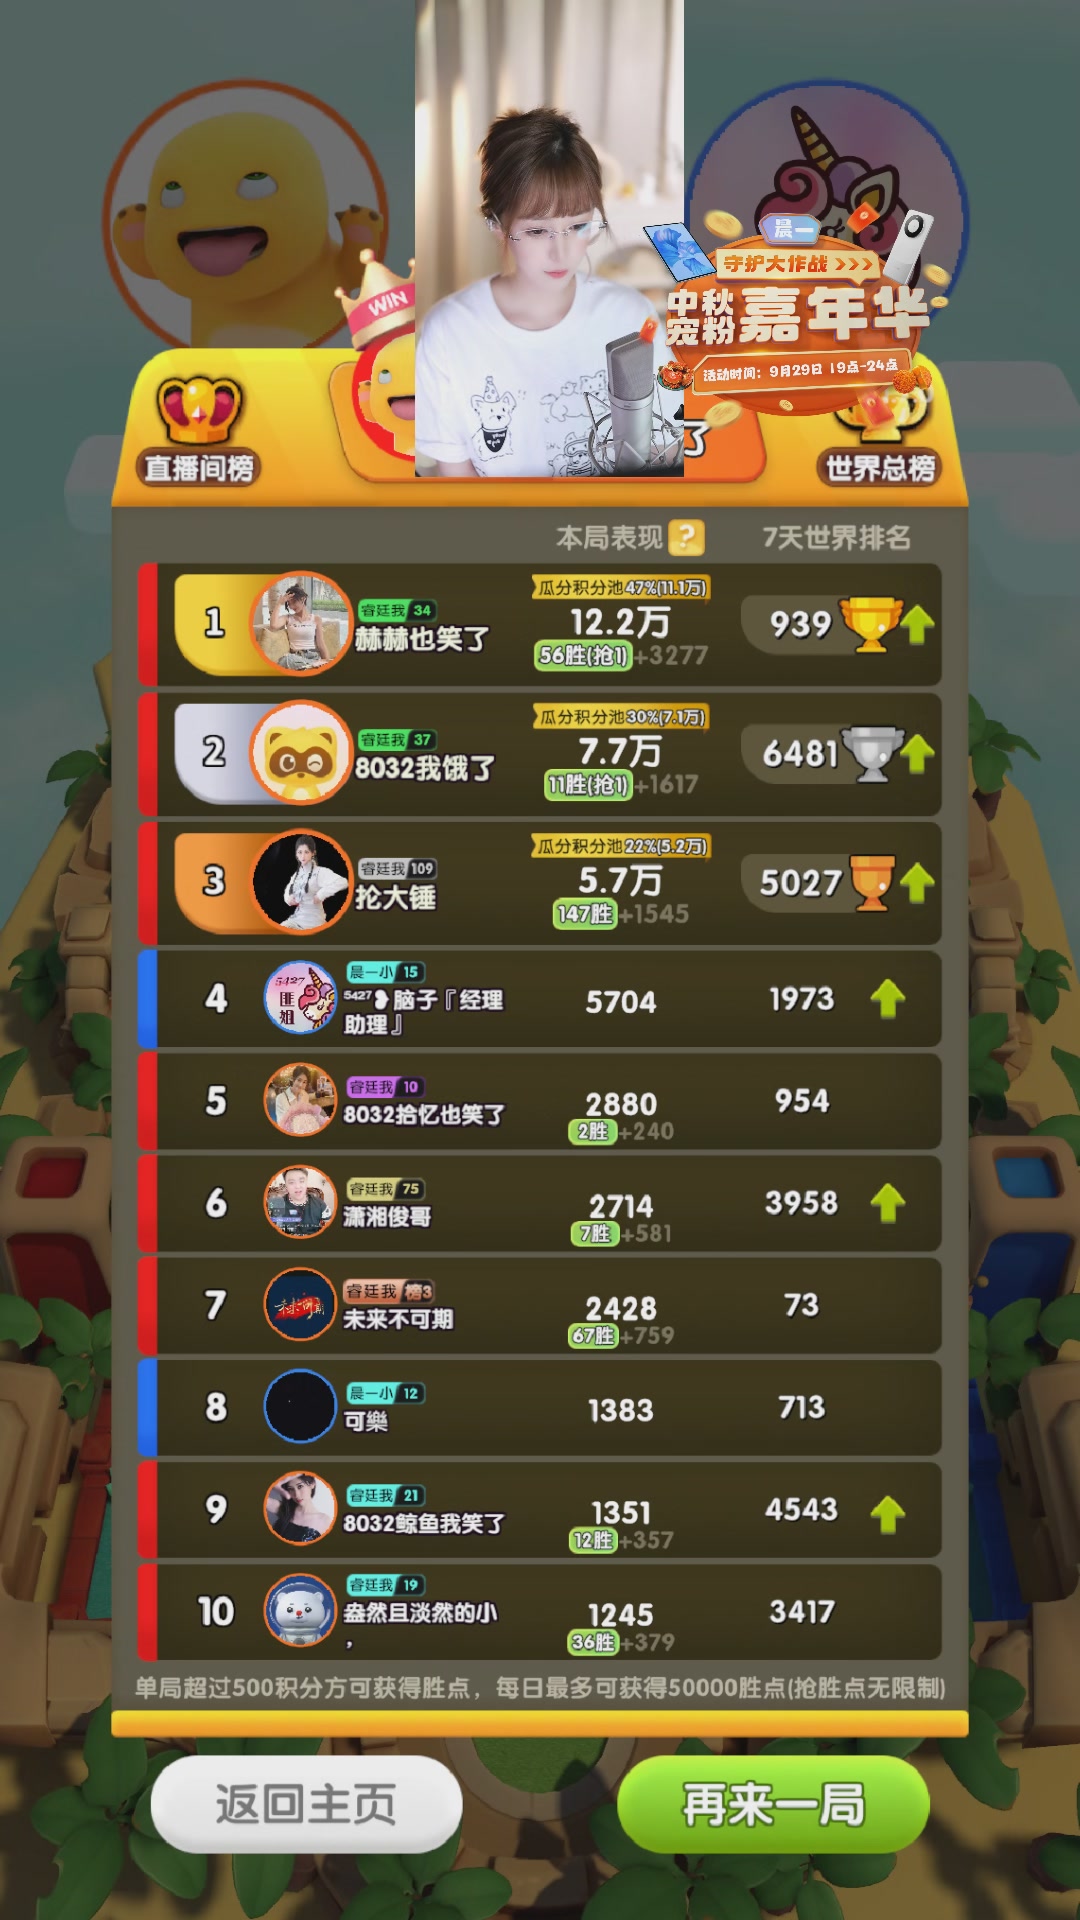 晨一
守护大作战 >>>
中秋宠粉
嘉年华
活动时间：9月29日 19点-24点
WIN
直播间榜
了
世界总榜
本局表现 ?
7天世界排名
1
睿廷我 34
赫赫也笑了
瓜分积分池47%(11.1万)
12.2万
56胜(抢1)+3277
939
2
睿廷我 37
8032我饿了
瓜分积分池30%(7.1万)
7.7万
11胜(抢1)+1617
6481
3
睿廷我 109
抡大锤
瓜分积分池22%(5.2万)
5.7万
147胜+1545
5027
4
5427
匪姐
晨一小 15
5427❥脑子『经理
助理』
5704
1973
5
睿廷我 10
8032拾忆也笑了
2880
2胜+240
954
6
睿廷我 75
潇湘俊哥
2714
7胜+581
3958
7
睿廷我 榜3
未来不可期
2428
67胜+759
73
8
晨一小 12
可樂
1383
713
9
睿廷我 21
8032鲸鱼我笑了
1351
12胜+357
4543
10
睿廷我 19
盎然且淡然的小
，
1245
36胜+379
3417
单局超过500积分方可获得胜点，每日最多可获得50000胜点(抢胜点无限制)
返回主页
再来一局